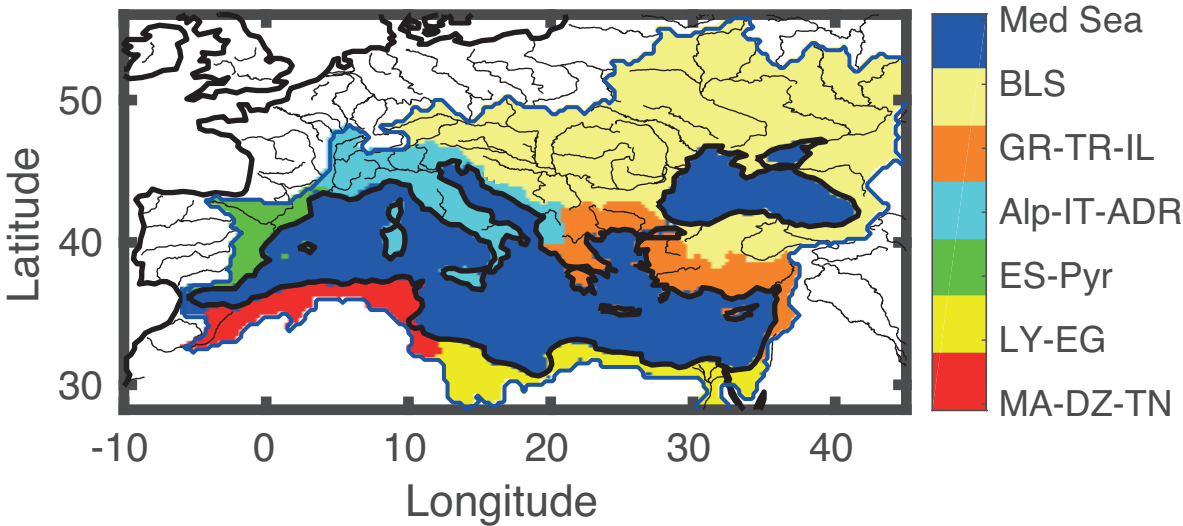 Med Sea
BLS
GR-TR-IL
Alp-IT-ADR
ES-Pyr
LY-EG
MA-DZ-TN
Latitude
50
40
30
-10 0 10 20 30 40
Longitude